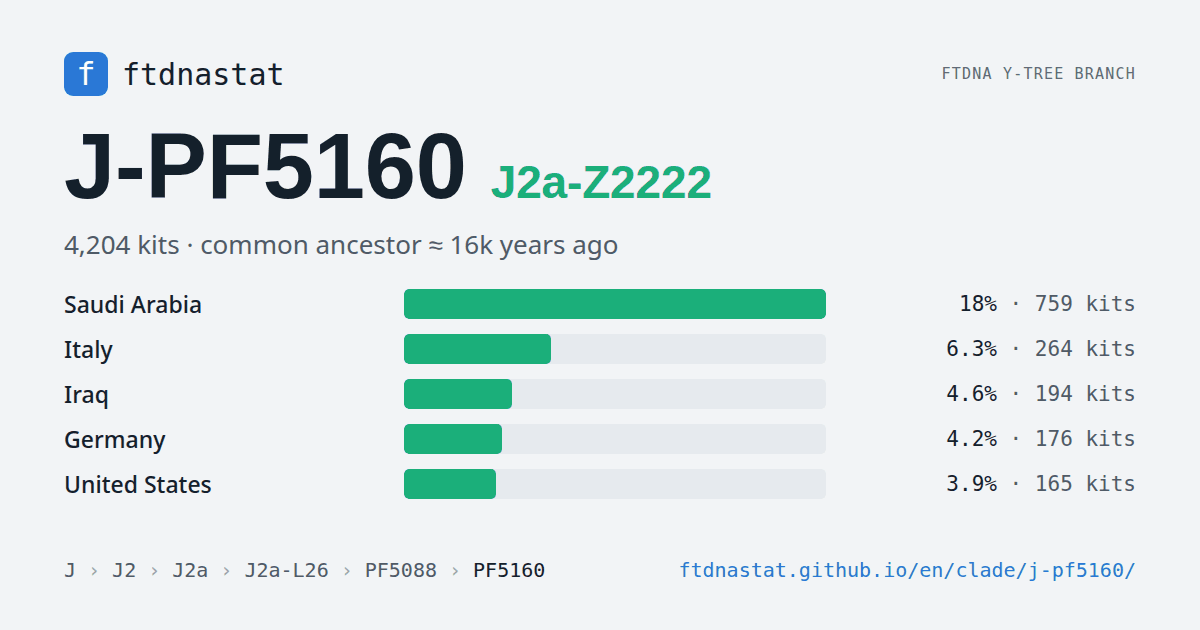 f ftdnastat
FTDNA Y-TREE BRANCH
J-PF5160 J2a-Z2222
4,204 kits · common ancestor ≈ 16k years ago
Saudi Arabia 18% · 759 kits
Italy 6.3% · 264 kits
Iraq 4.6% · 194 kits
Germany 4.2% · 176 kits
United States 3.9% · 165 kits
J › J2 › J2a › J2a-L26 › PF5088 › PF5160
ftdnastat.github.io/en/clade/j-pf5160/